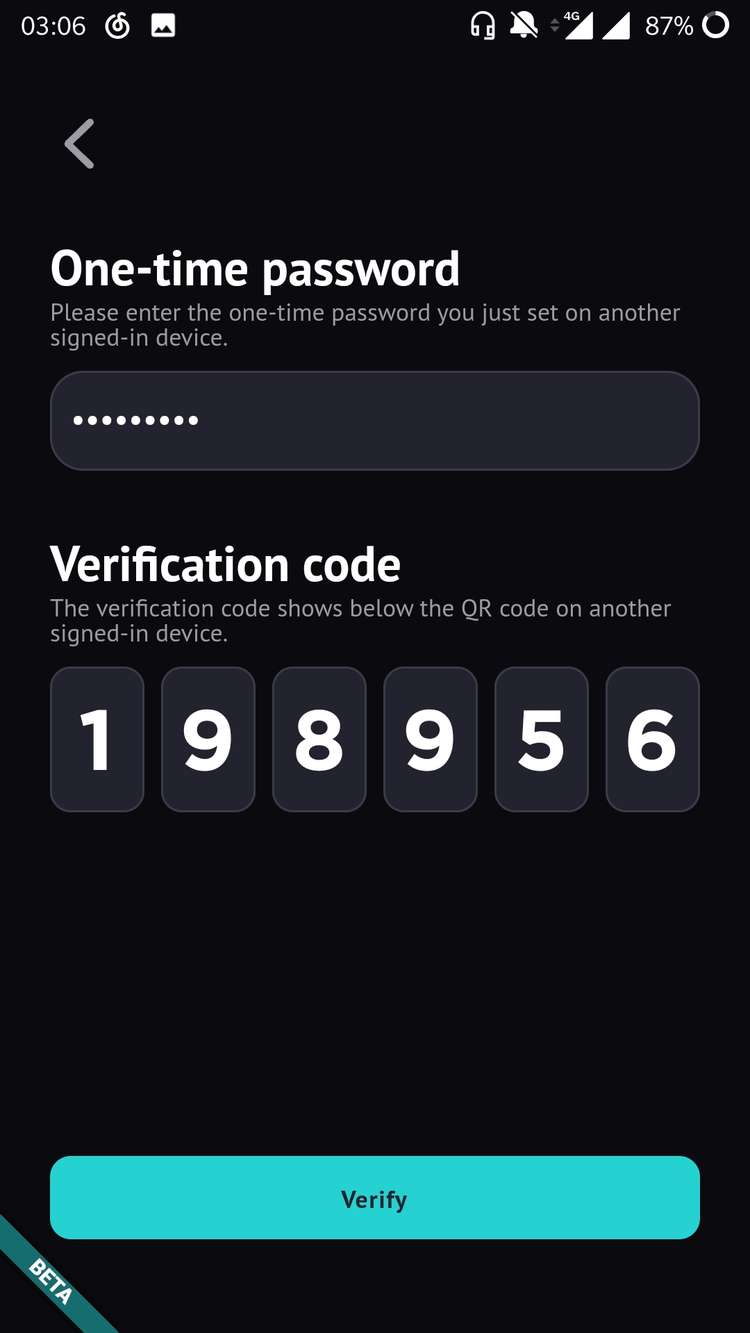 03:06
4G
87%
One-time password
Please enter the one-time password you just set on another
signed-in device.
•••••••••
Verification code
The verification code shows below the QR code on another
signed-in device.
1 9 8 9 5 6
Verify
BETA